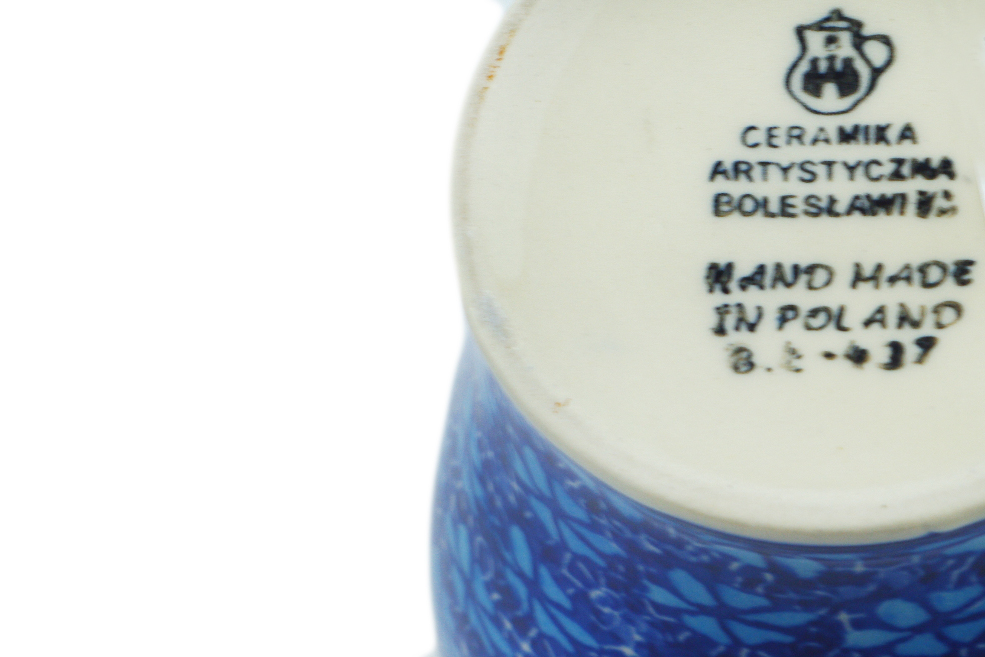 CERAMIKA
ARTYSTYCZNA
BOLESŁAWIEC
HAND MADE
IN POLAND